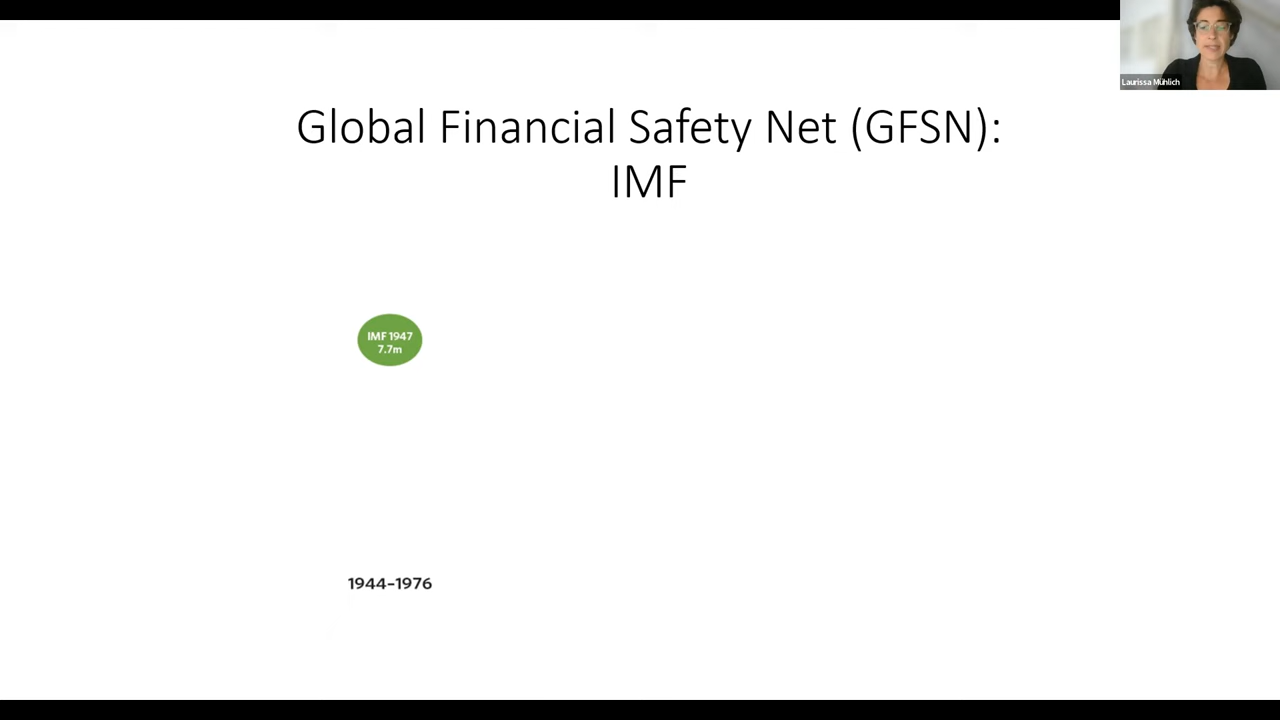 Laurissa Mühlich
Global Financial Safety Net (GFSN):
IMF
IMF 1947
7.7m
1944–1976